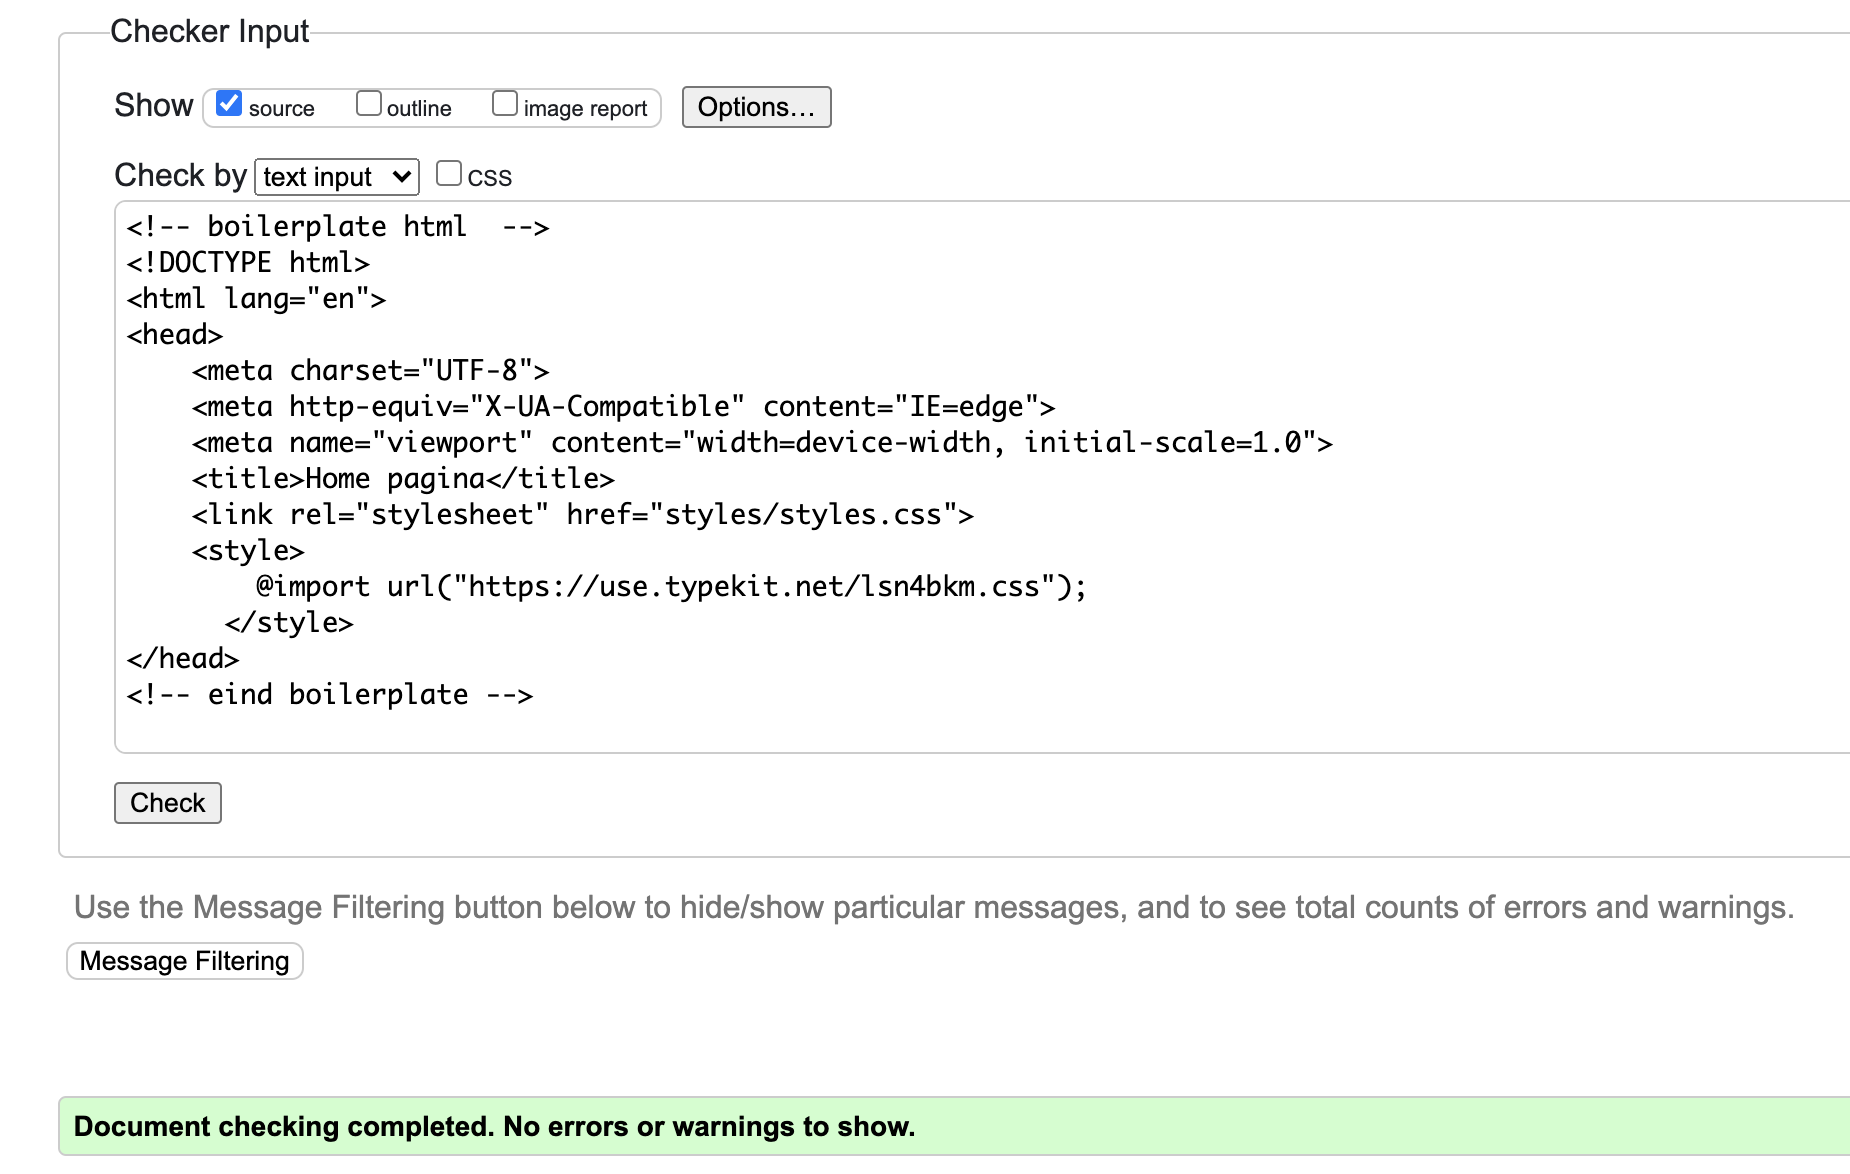 Checker Input
Show source outline image report Options...
Check by text input css
<!-- boilerplate html  -->
<!DOCTYPE html>
<html lang="en">
<head>
    <meta charset="UTF-8">
    <meta http-equiv="X-UA-Compatible" content="IE=edge">
    <meta name="viewport" content="width=device-width, initial-scale=1.0">
    <title>Home pagina</title>
    <link rel="stylesheet" href="styles/styles.css">
    <style>
        @import url("https://use.typekit.net/lsn4bkm.css");
      </style>
</head>
<!-- eind boilerplate -->
Check
Use the Message Filtering button below to hide/show particular messages, and to see total counts of errors and warnings.
Message Filtering
Document checking completed. No errors or warnings to show.